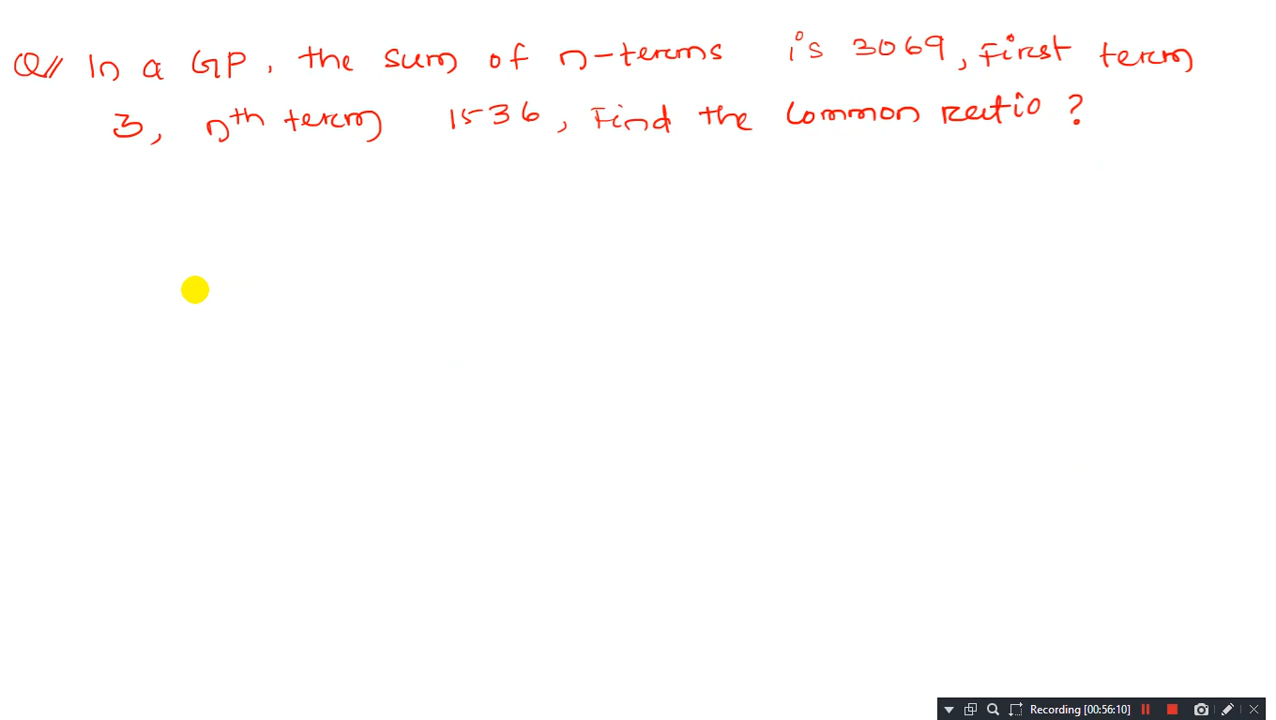 Q// In a GP, the sum of n-terms is 3069, First term
3, nth term 1536, Find the Common Ratio ?
Recording [00:56:10]